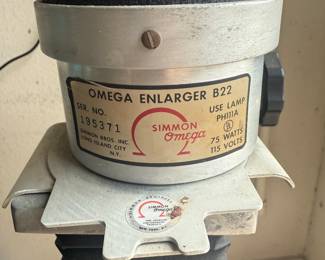 OMEGA ENLARGER B22
SER. NO.
195371
SIMMON BROS. INC.
LONG ISLAND CITY
N.Y.
SIMMON
Omega
USE LAMP
PH111A
75 WATTS
115 VOLTS